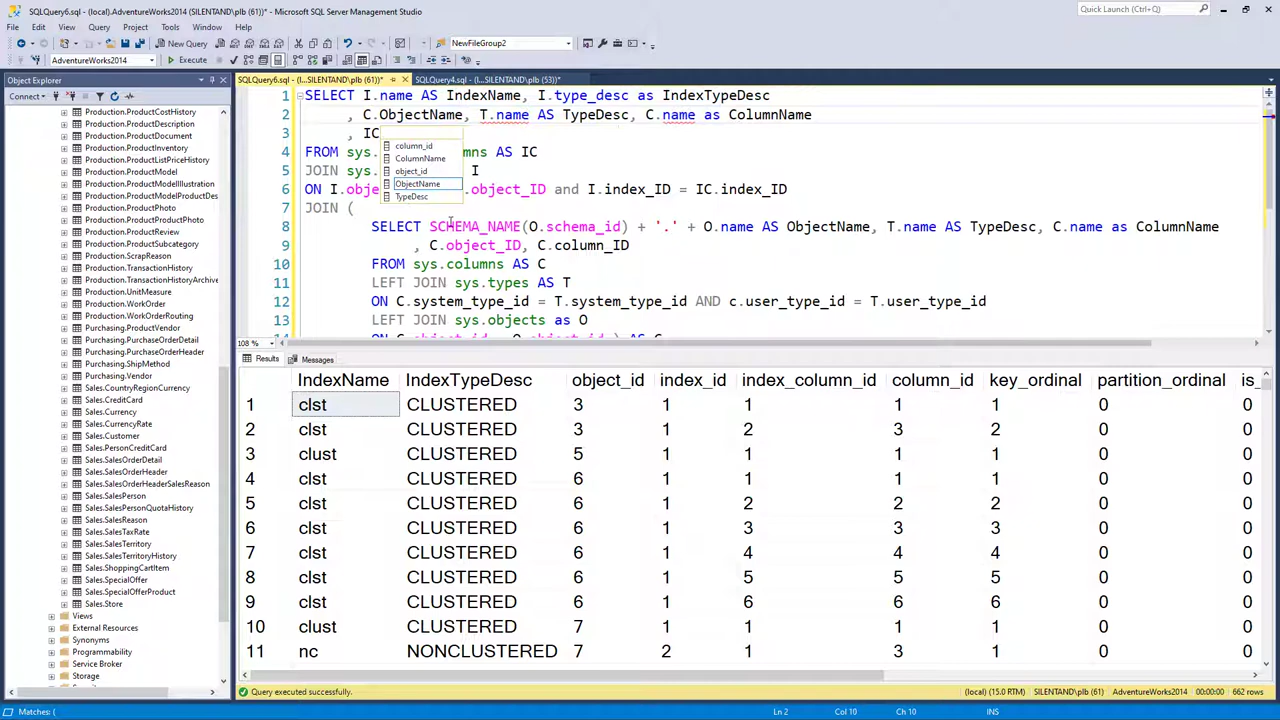 SQLQuery6.sql - (local).AdventureWorks2014 (SILENTAND\plb (61))* - Microsoft SQL Server Management Studio
Quick Launch (Ctrl+Q)
File Edit View Query Project Tools Window Help
New Query
NewFileGroup2
AdventureWorks2014
Execute
Object Explorer
SQLQuery6.sql - (l...SILENTAND\plb (61))*
SQLQuery4.sql - (l...SILENTAND\plb (53))*
Connect
Production.ProductCostHistory
Production.ProductDescription
Production.ProductDocument
Production.ProductInventory
Production.ProductListPriceHistory
Production.ProductModel
Production.ProductModelIllustration
Production.ProductModelProductDes
Production.ProductPhoto
Production.ProductProductPhoto
Production.ProductReview
Production.ProductSubcategory
Production.ScrapReason
Production.TransactionHistory
Production.TransactionHistoryArchive
Production.UnitMeasure
Production.WorkOrder
Production.WorkOrderRouting
Purchasing.ProductVendor
Purchasing.PurchaseOrderDetail
Purchasing.PurchaseOrderHeader
Purchasing.ShipMethod
Purchasing.Vendor
Sales.CountryRegionCurrency
Sales.CreditCard
Sales.Currency
Sales.CurrencyRate
Sales.Customer
Sales.PersonCreditCard
Sales.SalesOrderDetail
Sales.SalesOrderHeader
Sales.SalesOrderHeaderSalesReason
Sales.SalesPerson
Sales.SalesPersonQuotaHistory
Sales.SalesReason
Sales.SalesTaxRate
Sales.SalesTerritory
Sales.SalesTerritoryHistory
Sales.ShoppingCartItem
Sales.SpecialOffer
Sales.SpecialOfferProduct
Sales.Store
Views
External Resources
Synonyms
Programmability
Service Broker
Storage
1 SELECT I.name AS IndexName, I.type_desc as IndexTypeDesc
2 , C.ObjectName, T.name AS TypeDesc, C.name as ColumnName
3 , IC
4 FROM sys. ns AS IC
5 JOIN sys. I
6 ON I.obje .object_ID and I.index_ID = IC.index_ID
7 JOIN (
8 SELECT SCHEMA_NAME(O.schema_id) + '.' + O.name AS ObjectName, T.name AS TypeDesc, C.name as ColumnName
9 , C.object_ID, C.column_ID
10 FROM sys.columns AS C
11 LEFT JOIN sys.types AS T
12 ON C.system_type_id = T.system_type_id AND c.user_type_id = T.user_type_id
13 LEFT JOIN sys.objects as O
column_id
ColumnName
object_id
ObjectName
TypeDesc
108 %
Results Messages
IndexName IndexTypeDesc object_id index_id index_column_id column_id key_ordinal partition_ordinal is_
1 clst CLUSTERED 3 1 1 1 1 0 0
2 clst CLUSTERED 3 1 2 3 2 0 0
3 clust CLUSTERED 5 1 1 1 1 0 0
4 clst CLUSTERED 6 1 1 1 1 0 0
5 clst CLUSTERED 6 1 2 2 2 0 0
6 clst CLUSTERED 6 1 3 3 3 0 0
7 clst CLUSTERED 6 1 4 4 4 0 0
8 clst CLUSTERED 6 1 5 5 5 0 0
9 clst CLUSTERED 6 1 6 6 6 0 0
10 clust CLUSTERED 7 1 1 1 1 0 0
11 nc NONCLUSTERED 7 2 1 3 1 0 0
Query executed successfully.
(local) (15.0 RTM) SILENTAND\plb (61) AdventureWorks2014 00:00:00 662 rows
Matches: (
Ln 2 Col 10 Ch 10 INS